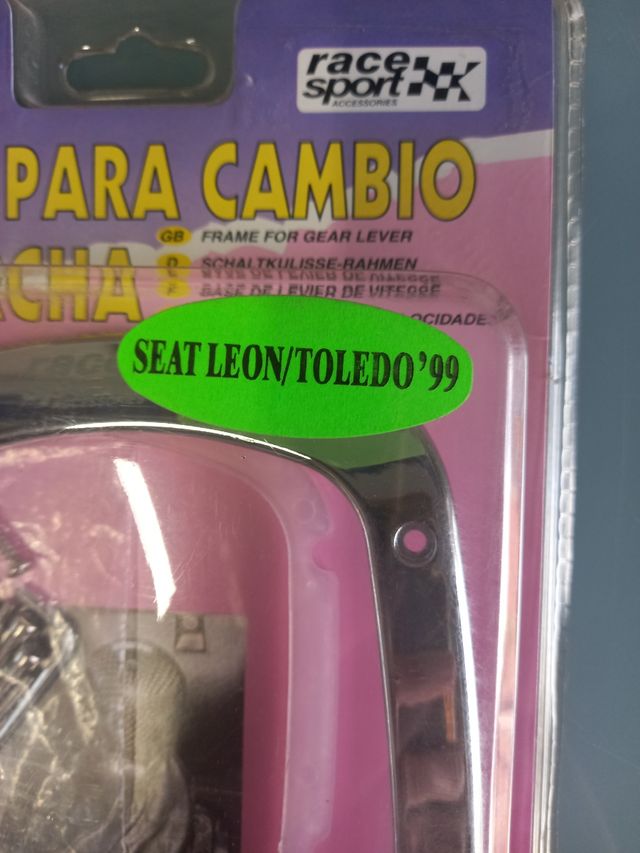 race
sport
ACCESSORIES
PARA CAMBIO
GB FRAME FOR GEAR LEVER
D SCHALTKULISSE-RAHMEN
F BASE DE LEVIER DE VITESSE
SEAT LEON/TOLEDO '99